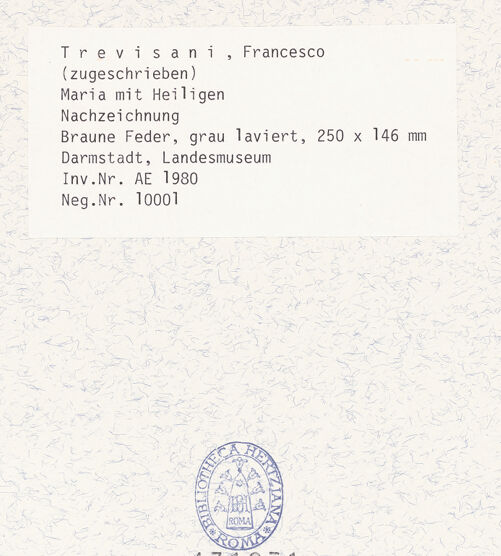 T r e v i s a n i , Francesco
(zugeschrieben)
Maria mit Heiligen
Nachzeichnung
Braune Feder, grau laviert, 250 x 146 mm
Darmstadt, Landesmuseum
Inv.Nr. AE 1980
Neg.Nr. 10001
BIBLIOTHECA HERTZIANA
ROMA
ROMA